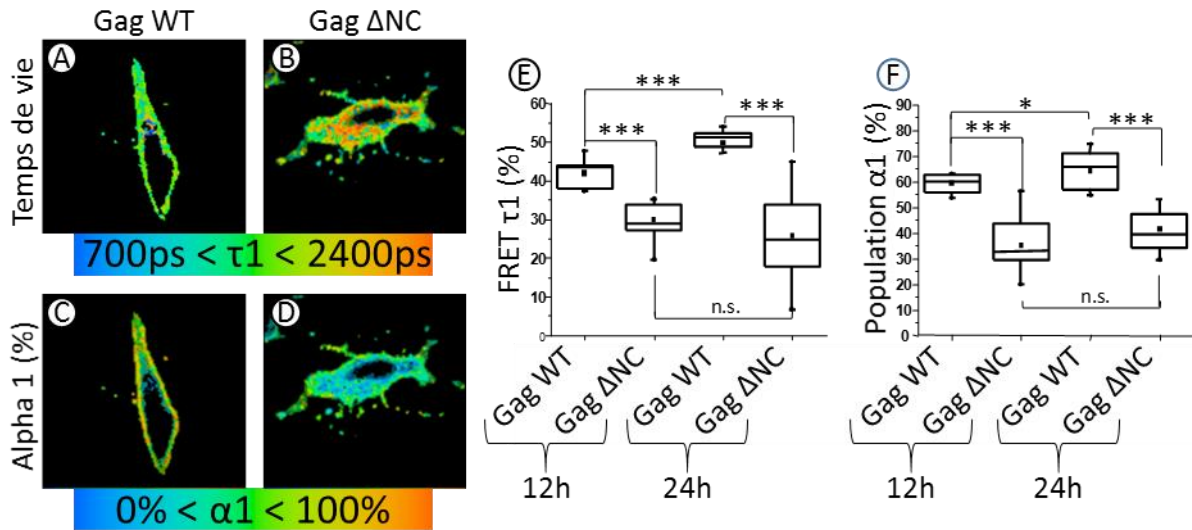 Gag WT
Gag ΔNC
Temps de vie
A
B
700ps < τ1 < 2400ps
Alpha 1 (%)
C
D
0% < α1 < 100%
E
FRET τ1 (%)
60
50
40
30
20
10
0
***
***
***
n.s.
Gag WT
Gag ΔNC
Gag WT
Gag ΔNC
12h
24h
F
Population α1 (%)
90
80
70
60
50
40
30
20
10
0
*
***
***
n.s.
Gag WT
Gag ΔNC
Gag WT
Gag ΔNC
12h
24h